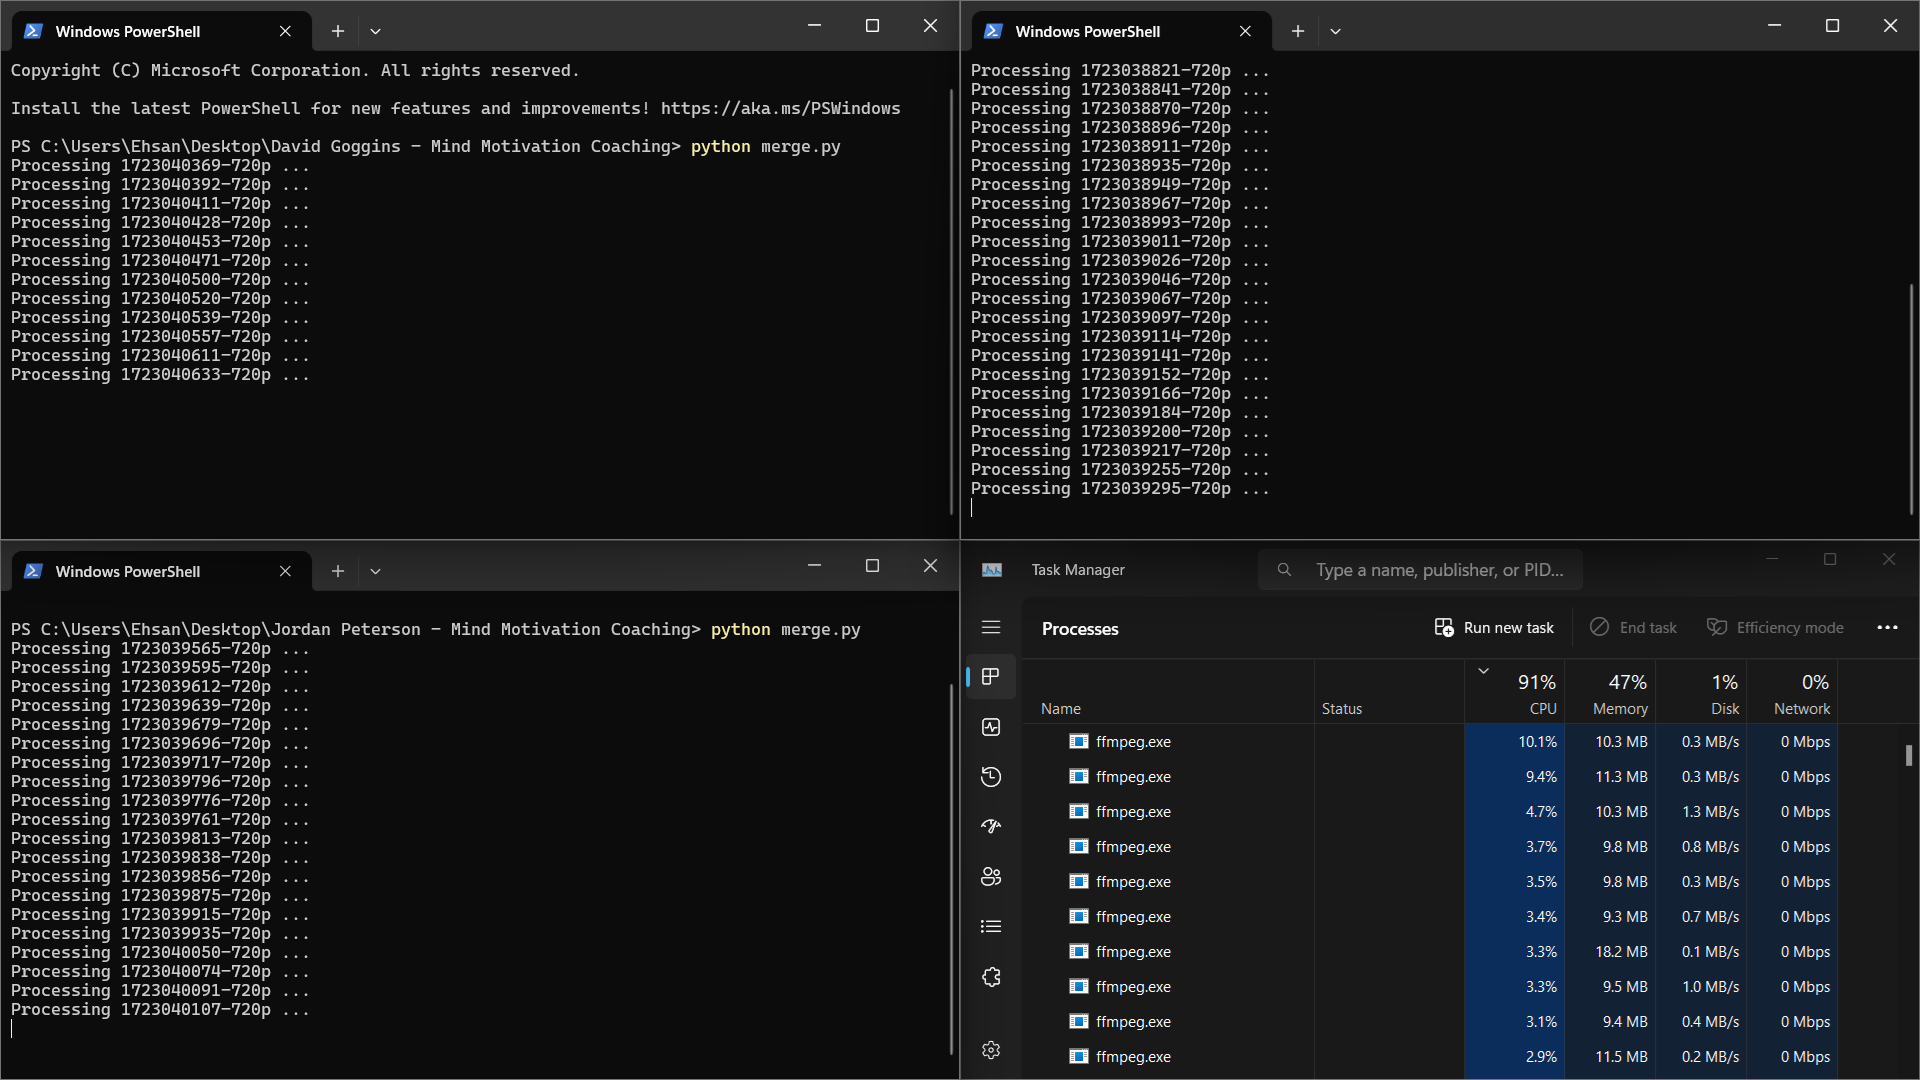 Windows PowerShell
Copyright (C) Microsoft Corporation. All rights reserved.
Install the latest PowerShell for new features and improvements! https://aka.ms/PSWindows
PS C:\Users\Ehsan\Desktop\David Goggins - Mind Motivation Coaching> python merge.py
Processing 1723040369-720p ...
Processing 1723040392-720p ...
Processing 1723040411-720p ...
Processing 1723040428-720p ...
Processing 1723040453-720p ...
Processing 1723040471-720p ...
Processing 1723040500-720p ...
Processing 1723040520-720p ...
Processing 1723040539-720p ...
Processing 1723040557-720p ...
Processing 1723040611-720p ...
Processing 1723040633-720p ...
Windows PowerShell
Processing 1723038821-720p ...
Processing 1723038841-720p ...
Processing 1723038870-720p ...
Processing 1723038896-720p ...
Processing 1723038911-720p ...
Processing 1723038935-720p ...
Processing 1723038949-720p ...
Processing 1723038967-720p ...
Processing 1723038993-720p ...
Processing 1723039011-720p ...
Processing 1723039026-720p ...
Processing 1723039046-720p ...
Processing 1723039067-720p ...
Processing 1723039097-720p ...
Processing 1723039114-720p ...
Processing 1723039141-720p ...
Processing 1723039152-720p ...
Processing 1723039166-720p ...
Processing 1723039184-720p ...
Processing 1723039200-720p ...
Processing 1723039217-720p ...
Processing 1723039255-720p ...
Processing 1723039295-720p ...
Windows PowerShell
PS C:\Users\Ehsan\Desktop\Jordan Peterson - Mind Motivation Coaching> python merge.py
Processing 1723039565-720p ...
Processing 1723039595-720p ...
Processing 1723039612-720p ...
Processing 1723039639-720p ...
Processing 1723039679-720p ...
Processing 1723039696-720p ...
Processing 1723039717-720p ...
Processing 1723039796-720p ...
Processing 1723039776-720p ...
Processing 1723039761-720p ...
Processing 1723039813-720p ...
Processing 1723039838-720p ...
Processing 1723039856-720p ...
Processing 1723039875-720p ...
Processing 1723039915-720p ...
Processing 1723039935-720p ...
Processing 1723040050-720p ...
Processing 1723040074-720p ...
Processing 1723040091-720p ...
Processing 1723040107-720p ...
Task Manager
Type a name, publisher, or PID...
Processes Run new task End task Efficiency mode
91% 47% 1% 0%
Name Status CPU Memory Disk Network
ffmpeg.exe 10.1% 10.3 MB 0.3 MB/s 0 Mbps
ffmpeg.exe 9.4% 11.3 MB 0.3 MB/s 0 Mbps
ffmpeg.exe 4.7% 10.3 MB 1.3 MB/s 0 Mbps
ffmpeg.exe 3.7% 9.8 MB 0.8 MB/s 0 Mbps
ffmpeg.exe 3.5% 9.8 MB 0.3 MB/s 0 Mbps
ffmpeg.exe 3.4% 9.3 MB 0.7 MB/s 0 Mbps
ffmpeg.exe 3.3% 18.2 MB 0.1 MB/s 0 Mbps
ffmpeg.exe 3.3% 9.5 MB 1.0 MB/s 0 Mbps
ffmpeg.exe 3.1% 9.4 MB 0.4 MB/s 0 Mbps
ffmpeg.exe 2.9% 11.5 MB 0.2 MB/s 0 Mbps